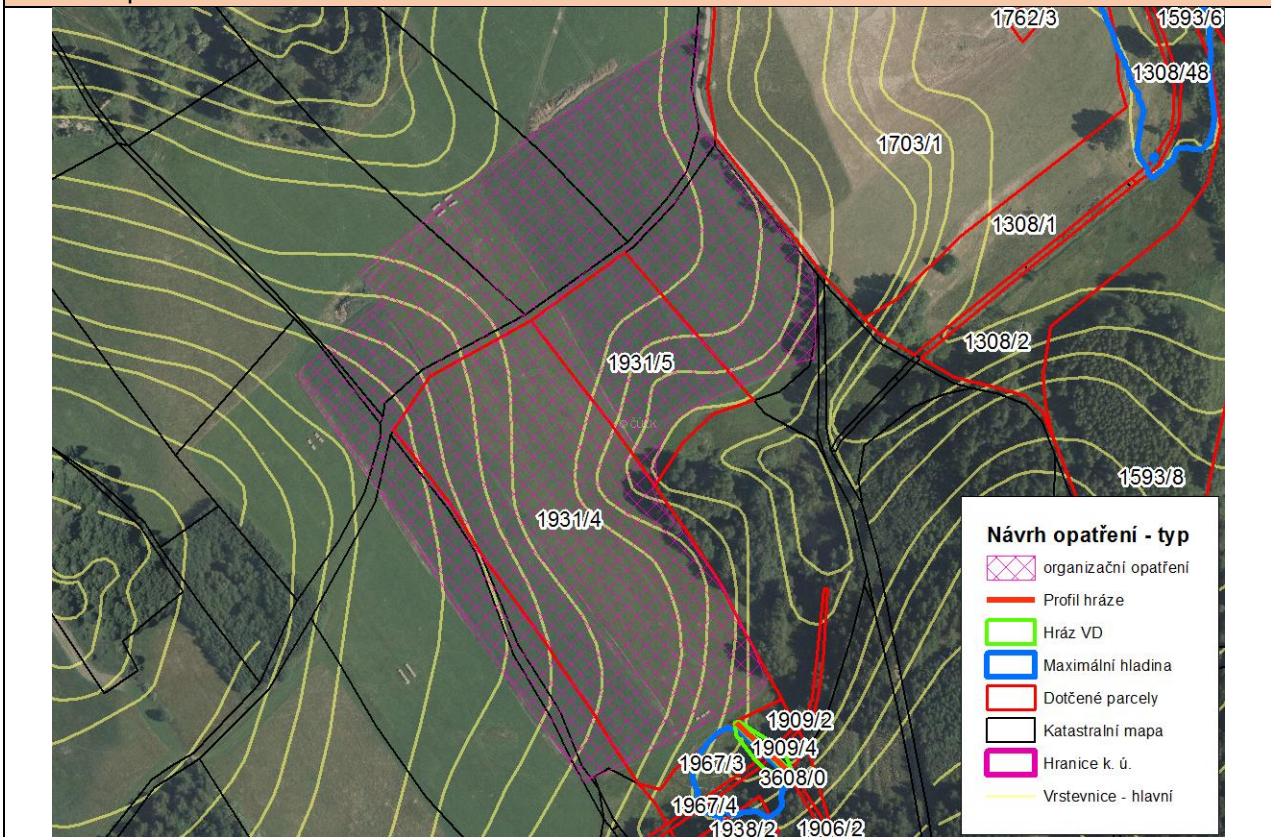 1762/3
1593/6
1308/48
1703/1
1308/1
1308/2
1931/5
© ČÚZK
1593/8
1931/4
1909/2
1909/4
1967/3
3608/0
1967/4
1938/2
1906/2
Návrh opatření - typ
organizační opatření
Profil hráze
Hráz VD
Maximální hladina
Dotčené parcely
Katastralní mapa
Hranice k. ú.
Vrstevnice - hlavní